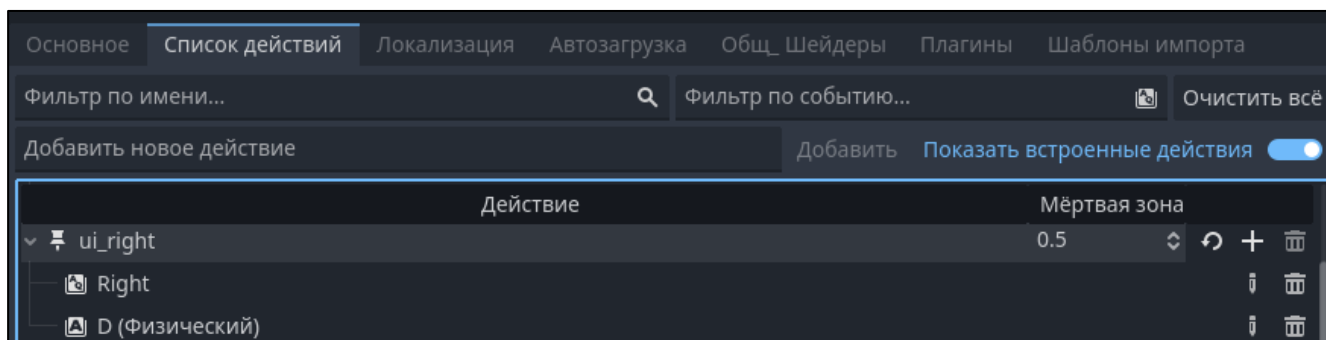 Основное Список действий Локализация Автозагрузка Общ_ Шейдеры Плагины Шаблоны импорта
Фильтр по имени... Фильтр по событию... Очистить всё
Добавить новое действие Добавить Показать встроенные действия
Действие Мёртвая зона
ui_right 0.5
Right
D (Физический)